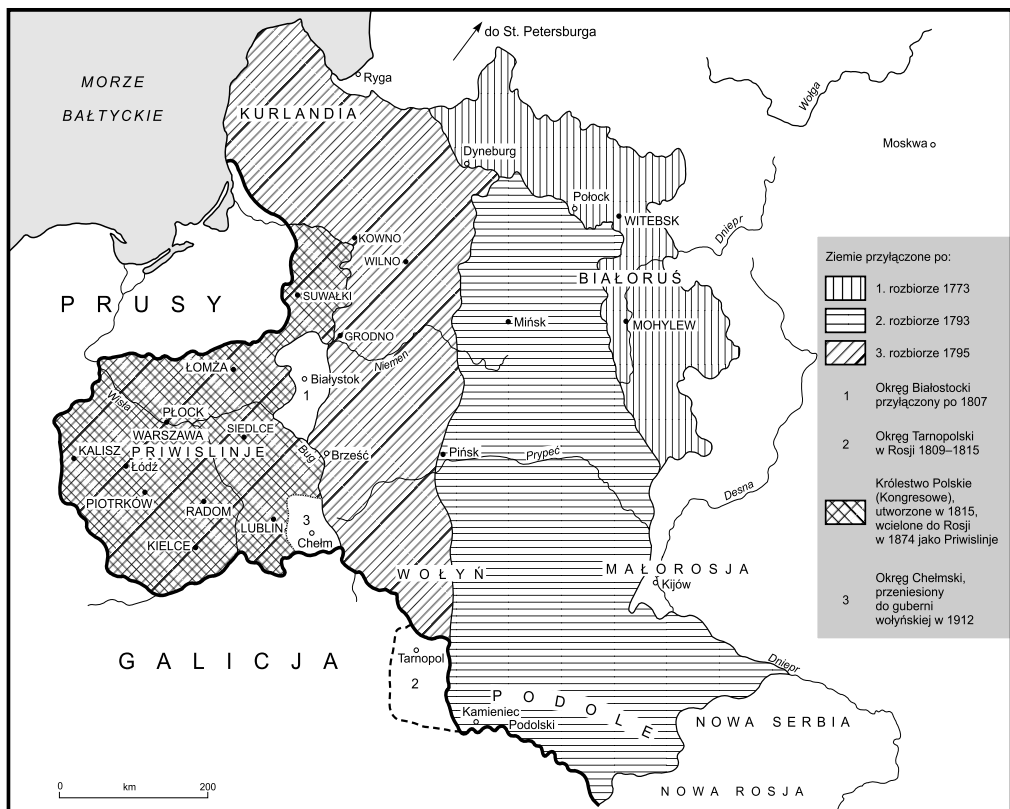 do St. Petersburga
MORZE
BAŁTYCKIE
Ryga
Wołga
KURLANDIA
Moskwa
Dyneburg
Połock
WITEBSK
Dniepr
KOWNO
WILNO
BIAŁORUŚ
PRUSY
SUWAŁKI
Mińsk
MOHYLEW
GRODNO
Niemen
ŁOMŻA
Białystok
1
Wisła
PŁOCK
WARSZAWA
SIEDLCE
PRIWISLINJE
KALISZ
Łódź
Bug
Brześć
Pińsk
Prypeć
Desna
PIOTRKÓW
RADOM
LUBLIN
3
Chełm
KIELCE
WOŁYŃ
MAŁOROSJA
Kijów
GALICJA
Tarnopol
2
Dniepr
PODOLE
Kamieniec
Podolski
NOWA SERBIA
NOWA ROSJA
0 km 200
Ziemie przyłączone po:
1. rozbiorze 1773
2. rozbiorze 1793
3. rozbiorze 1795
1 Okręg Białostocki
przyłączony po 1807
2 Okręg Tarnopolski
w Rosji 1809–1815
Królestwo Polskie
(Kongresowe),
utworzone w 1815,
wcielone do Rosji
w 1874 jako Priwislinje
Okręg Chełmski,
przeniesiony
3 do guberni
wołyńskiej w 1912